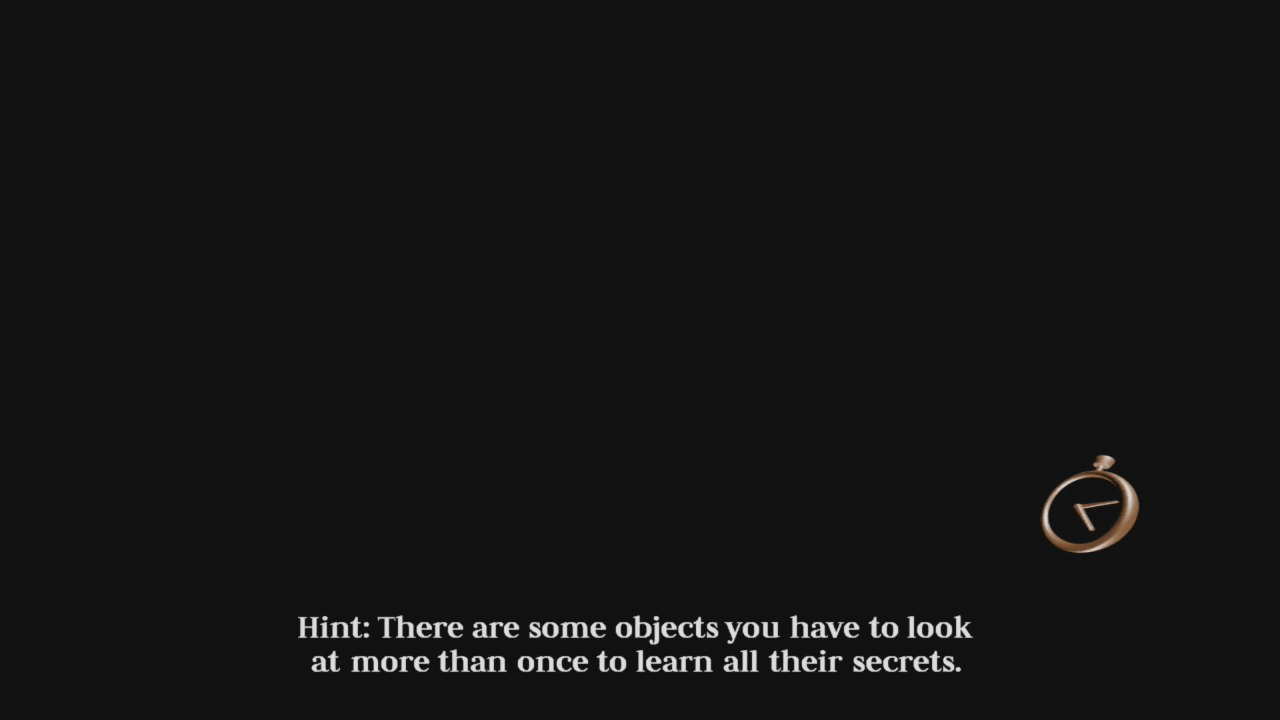 Hint: There are some objects you have to look
at more than once to learn all their secrets.